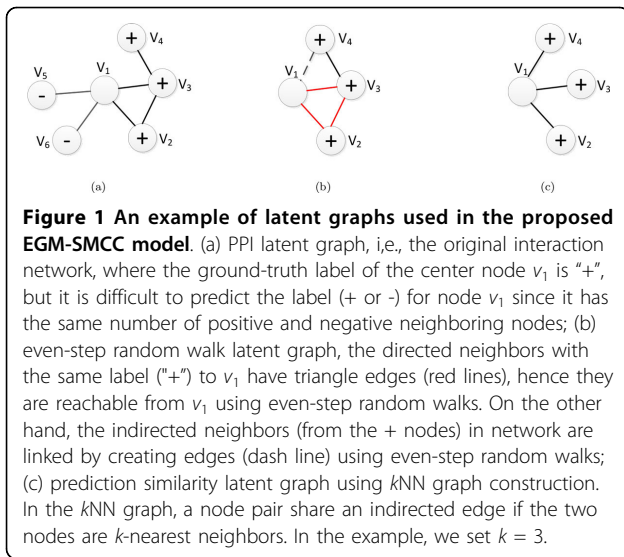 V₄ V₄ V₄
+ + +
V₅ V₁ V₁ V₁
- + V₃ + V₃ + V₃
V₆ - + V₂ + V₂ + V₂
(a) (b) (c)
Figure 1 An example of latent graphs used in the proposed
EGM-SMCC model. (a) PPI latent graph, i,e., the original interaction
network, where the ground-truth label of the center node v₁ is “+”,
but it is difficult to predict the label (+ or -) for node v₁ since it has
the same number of positive and negative neighboring nodes; (b)
even-step random walk latent graph, the directed neighbors with
the same label ("+”) to v₁ have triangle edges (red lines), hence they
are reachable from v₁ using even-step random walks. On the other
hand, the indirected neighbors (from the + nodes) in network are
linked by creating edges (dash line) using even-step random walks;
(c) prediction similarity latent graph using kNN graph construction.
In the kNN graph, a node pair share an indirected edge if the two
nodes are k-nearest neighbors. In the example, we set k = 3.